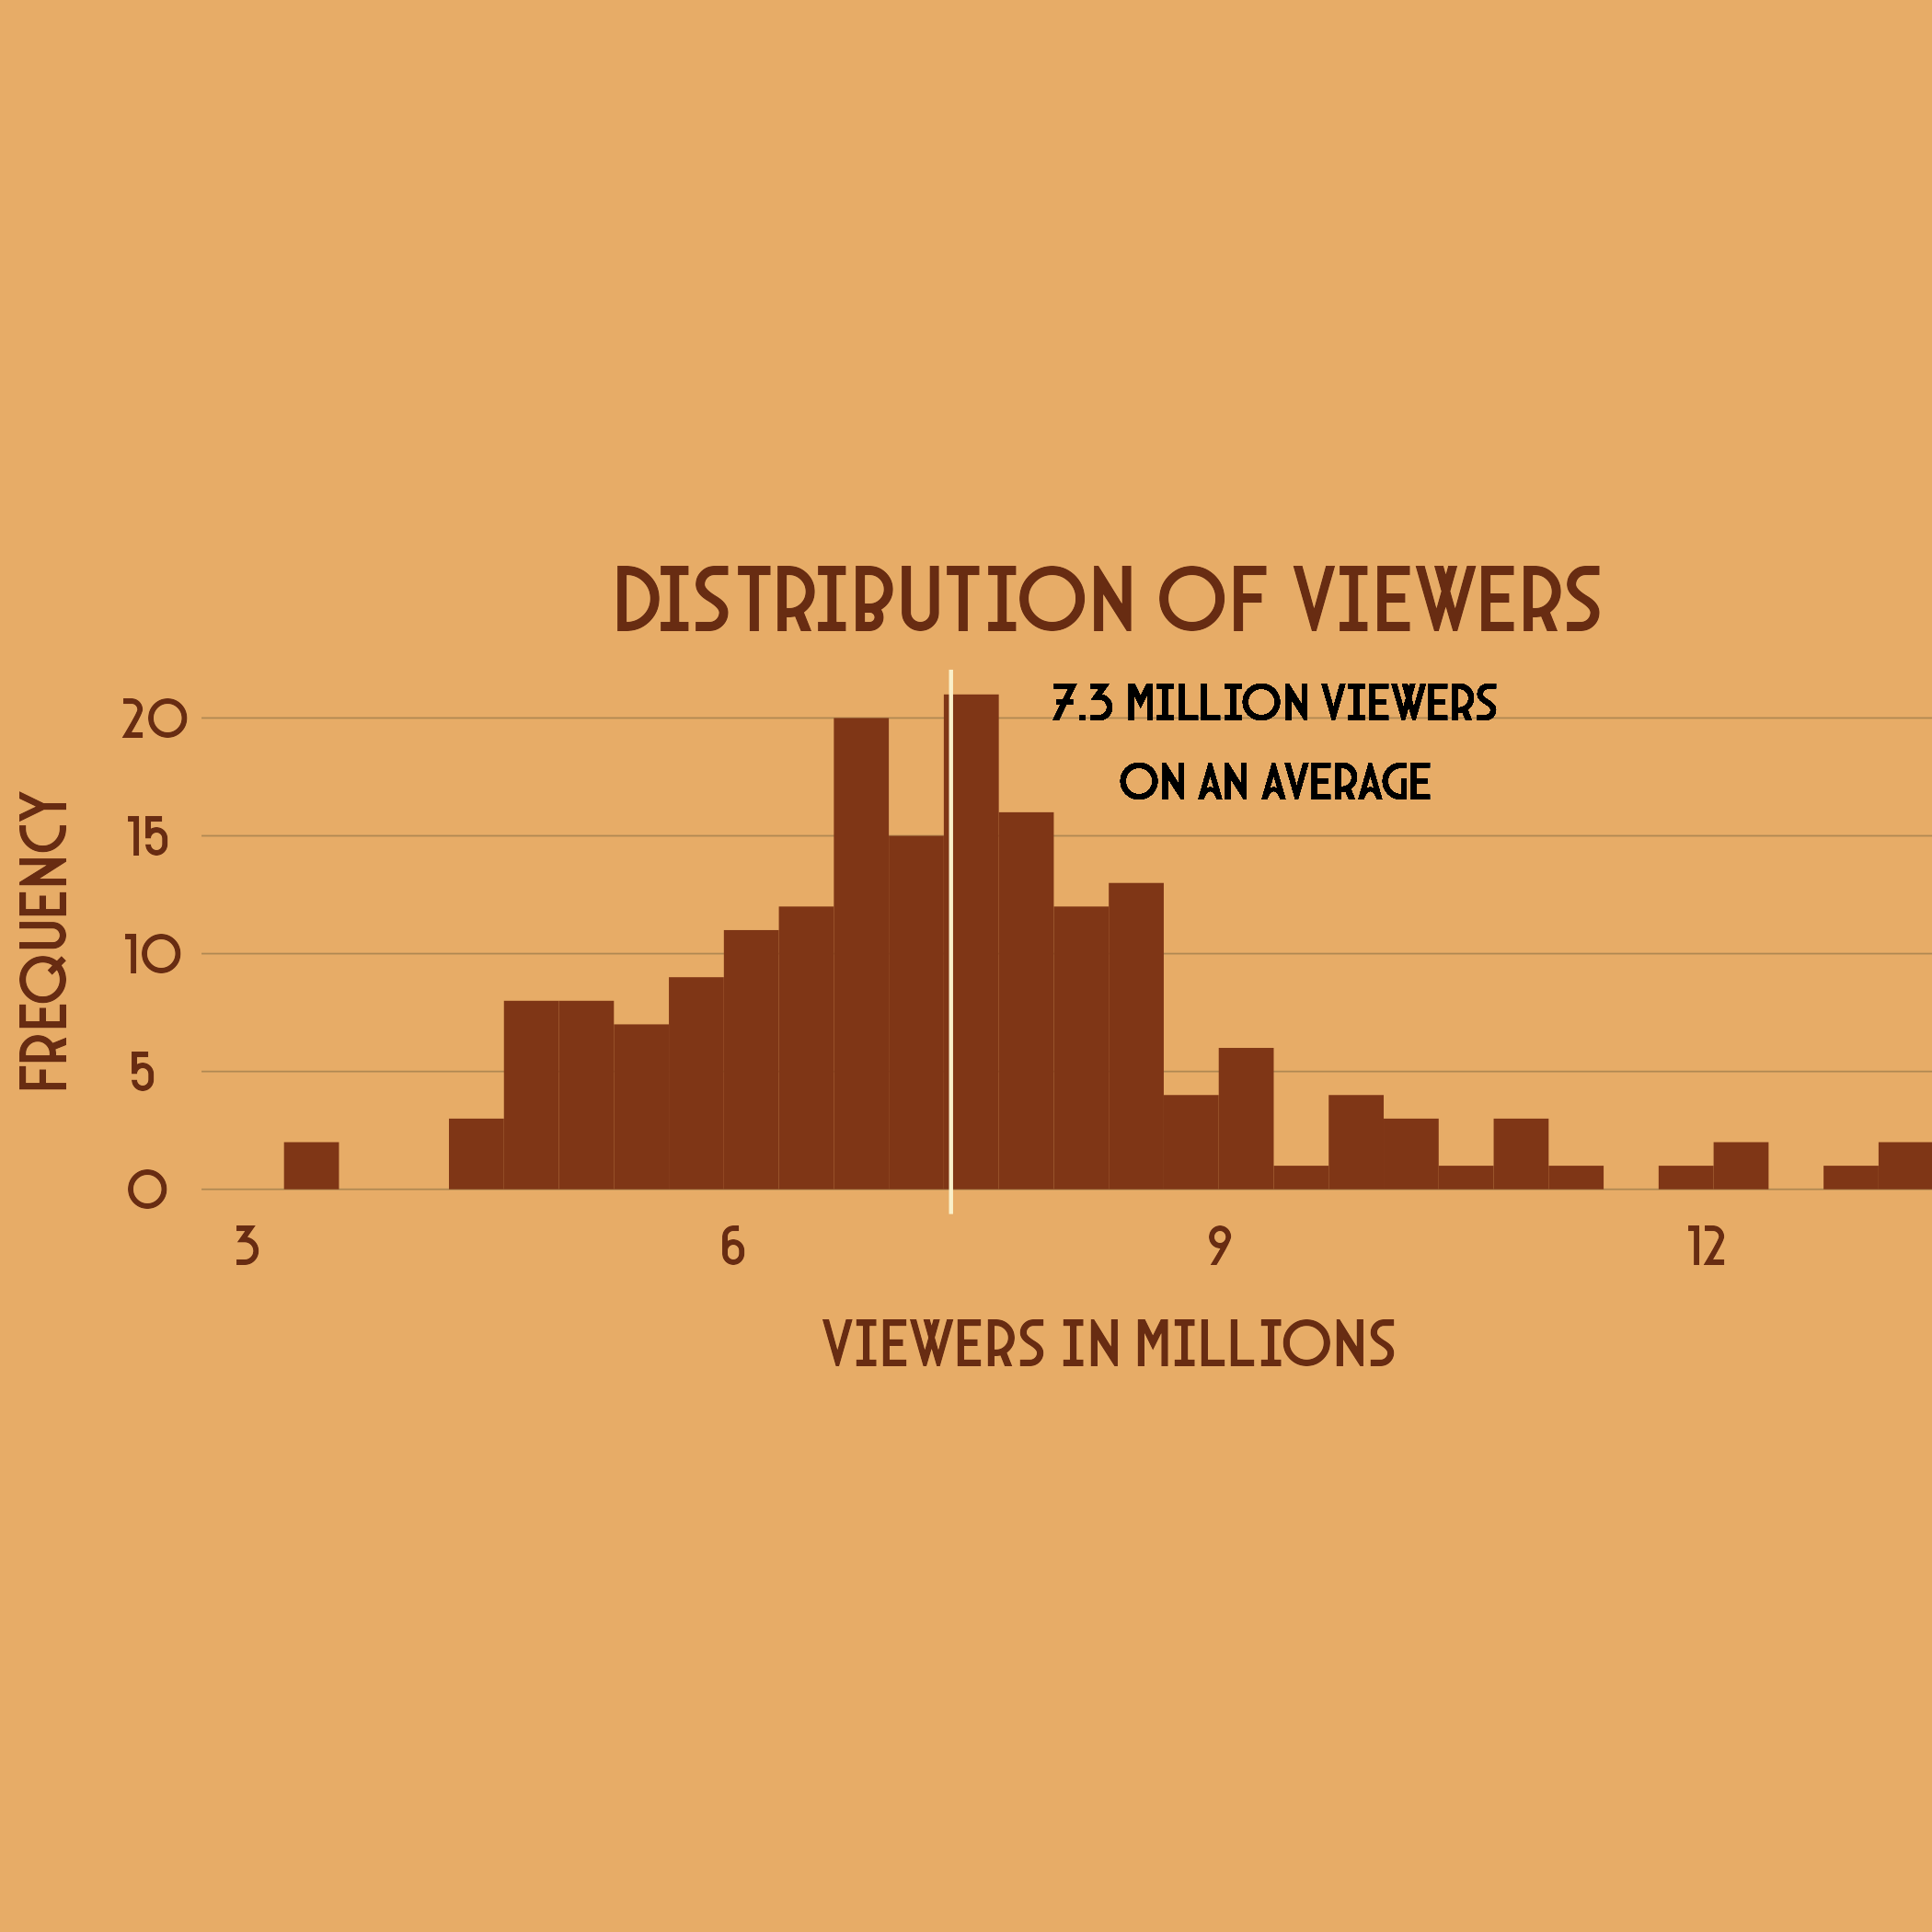 DISTRIBUTION OF VIEWERS
7.3 MILLION VIEWERS
ON AN AVERAGE
FREQUENCY
20
15
10
5
0
3 6 9 12
VIEWERS IN MILLIONS